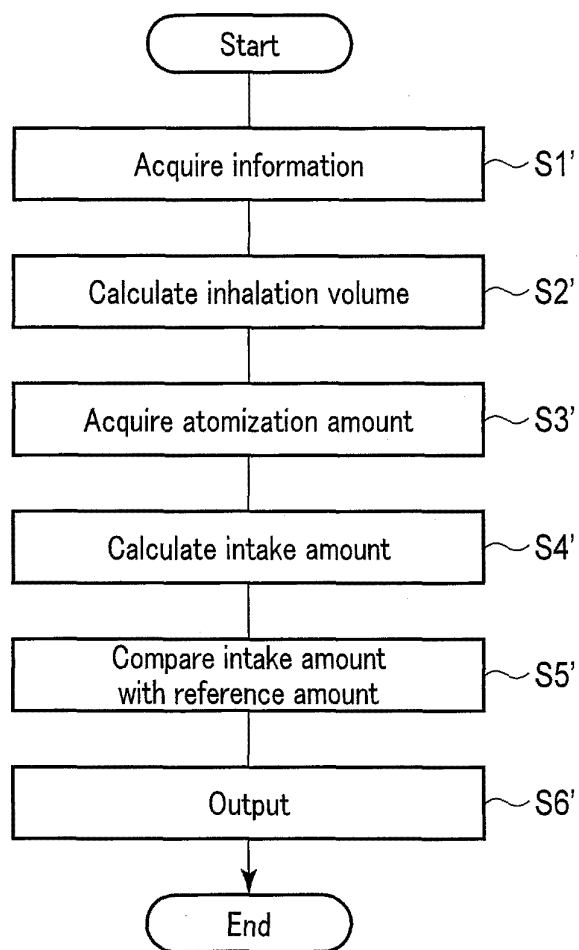 Start
Acquire information
S1'
Calculate inhalation volume
S2'
Acquire atomization amount
S3'
Calculate intake amount
S4'
Compare intake amount
with reference amount
S5'
Output
S6'
End